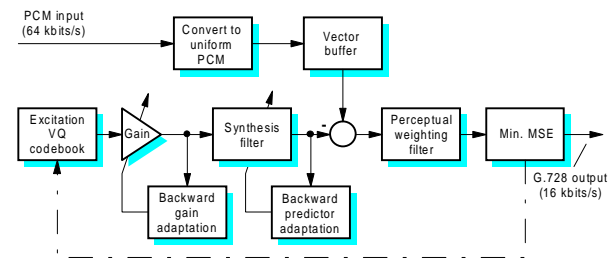 PCM input
(64 kbits/s)
Convert to
uniform
PCM
Vector
buffer
Excitation
VQ
codebook
Gain
Synthesis
filter
-
Perceptual
weighting
filter
Min. MSE
G.728 output
(16 kbits/s)
Backward
gain
adaptation
Backward
predictor
adaptation